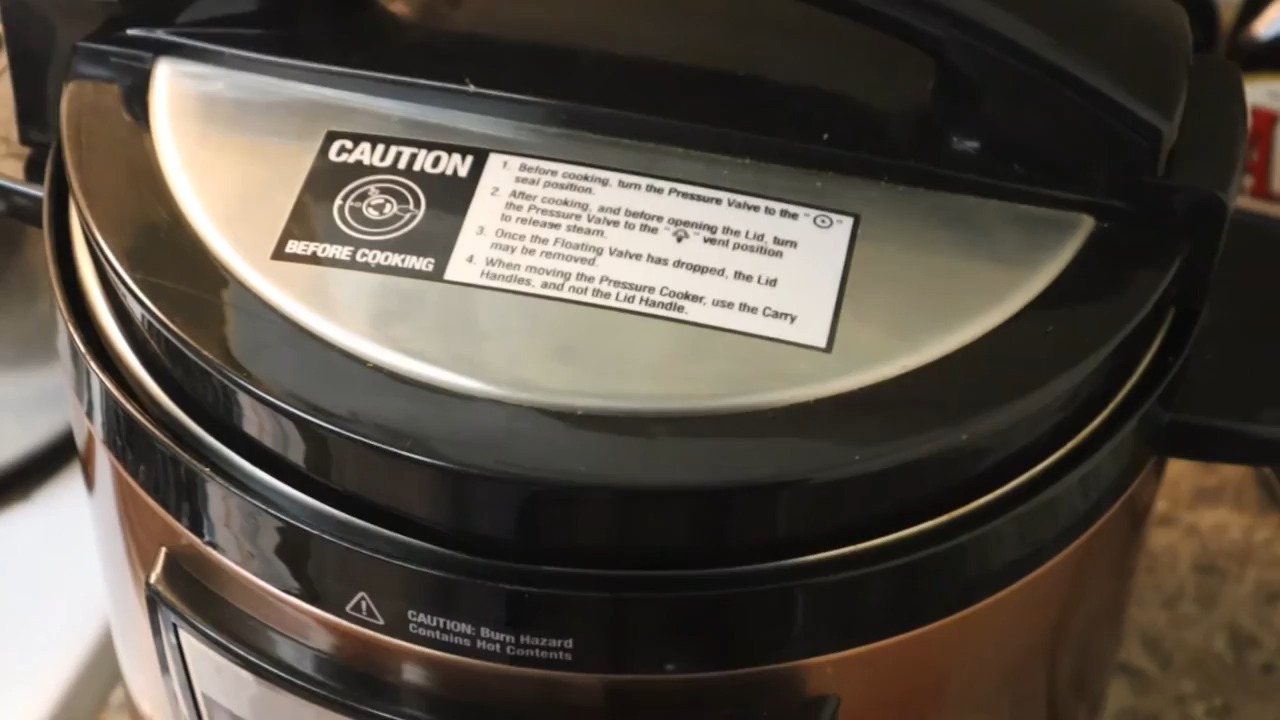 CAUTION
BEFORE COOKING
1. Before cooking, turn the Pressure Valve to the " "
seal position.
2. After cooking, and before opening the Lid, turn
the Pressure Valve to the " " vent position
to release steam.
3. Once the Floating Valve has dropped, the Lid
may be removed.
4. When moving the Pressure Cooker, use the Carry
Handles, and not the Lid Handle.
CAUTION: Burn Hazard
Contains Hot Contents